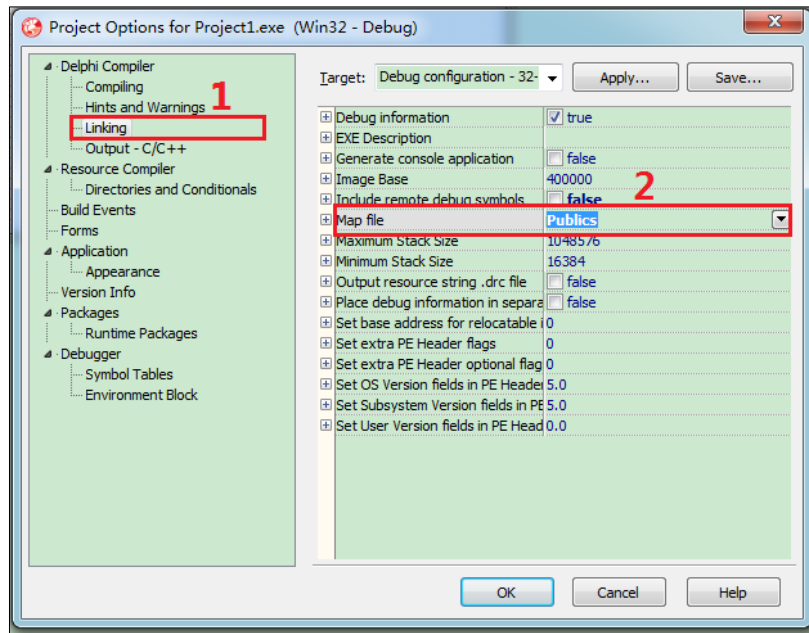 Project Options for Project1.exe (Win32 - Debug)
Delphi Compiler
Compiling
Hints and Warnings
1
Linking
Output - C/C++
Resource Compiler
Directories and Conditionals
Build Events
Forms
Application
Appearance
Version Info
Packages
Runtime Packages
Debugger
Symbol Tables
Environment Block
Target: Debug configuration - 32- Apply... Save...
Debug information true
EXE Description
Generate console application false
Image Base 400000
2
Include remote debug symbols false
Map file Publics
Maximum Stack Size 1048576
Minimum Stack Size 16384
Output resource string .drc file false
Place debug information in separa false
Set base address for relocatable i 0
Set extra PE Header flags 0
Set extra PE Header optional flag 0
Set OS Version fields in PE Header 5.0
Set Subsystem Version fields in PE 5.0
Set User Version fields in PE Head 0.0
OK Cancel Help